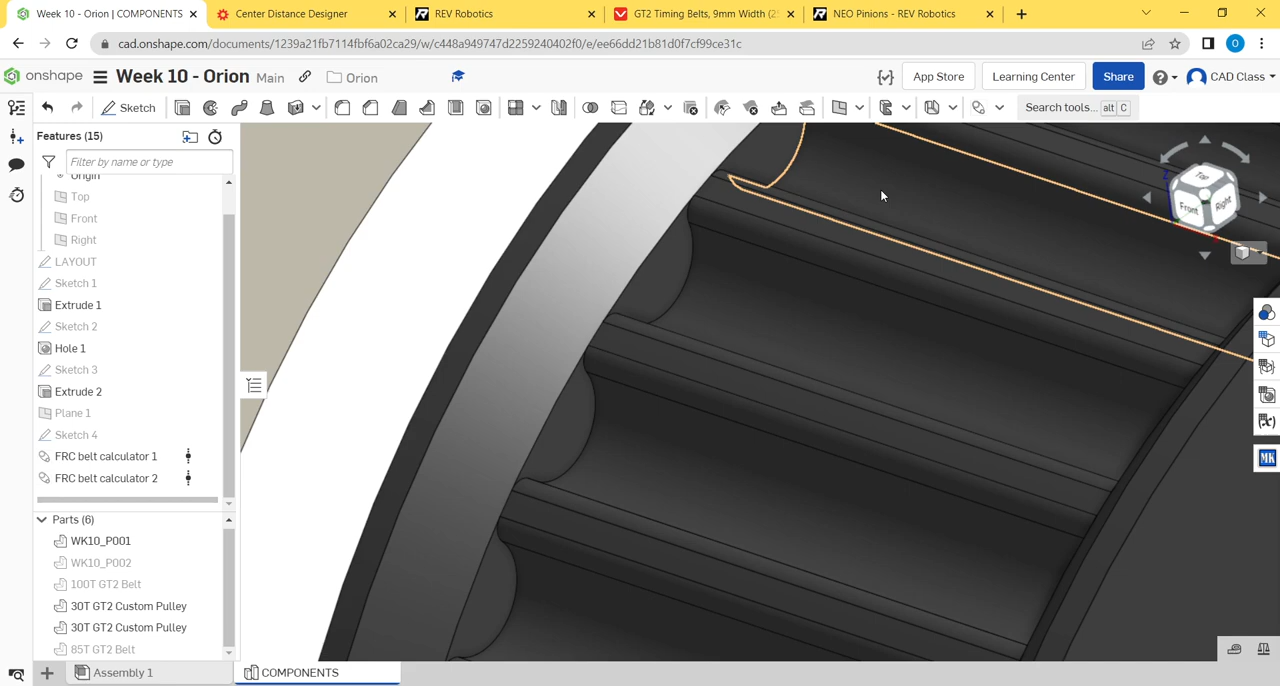 Week 10 - Orion | COMPONENTS
Center Distance Designer
REV Robotics
GT2 Timing Belts, 9mm Width (2
NEO Pinions - REV Robotics
cad.onshape.com/documents/1239a21fb7114fbf6a02ca29/w/c448a949747d3259240402f0/e/ee66dd21b81d0f7cf99ce31c
O
onshape
Week 10 - Orion
Main
Orion
App Store
Learning Center
Share
CAD Class
Sketch
Search tools...
alt
C
Features (15)
Filter by name or type
Origin
Top
Front
Right
LAYOUT
Sketch 1
Extrude 1
Sketch 2
Hole 1
Sketch 3
Extrude 2
Plane 1
Sketch 4
FRC belt calculator 1
FRC belt calculator 2
Parts (6)
WK10_P001
WK10_P002
100T GT2 Belt
30T GT2 Custom Pulley
30T GT2 Custom Pulley
85T GT2 Belt
Z
Top
Front
Right
MK
Assembly 1
COMPONENTS